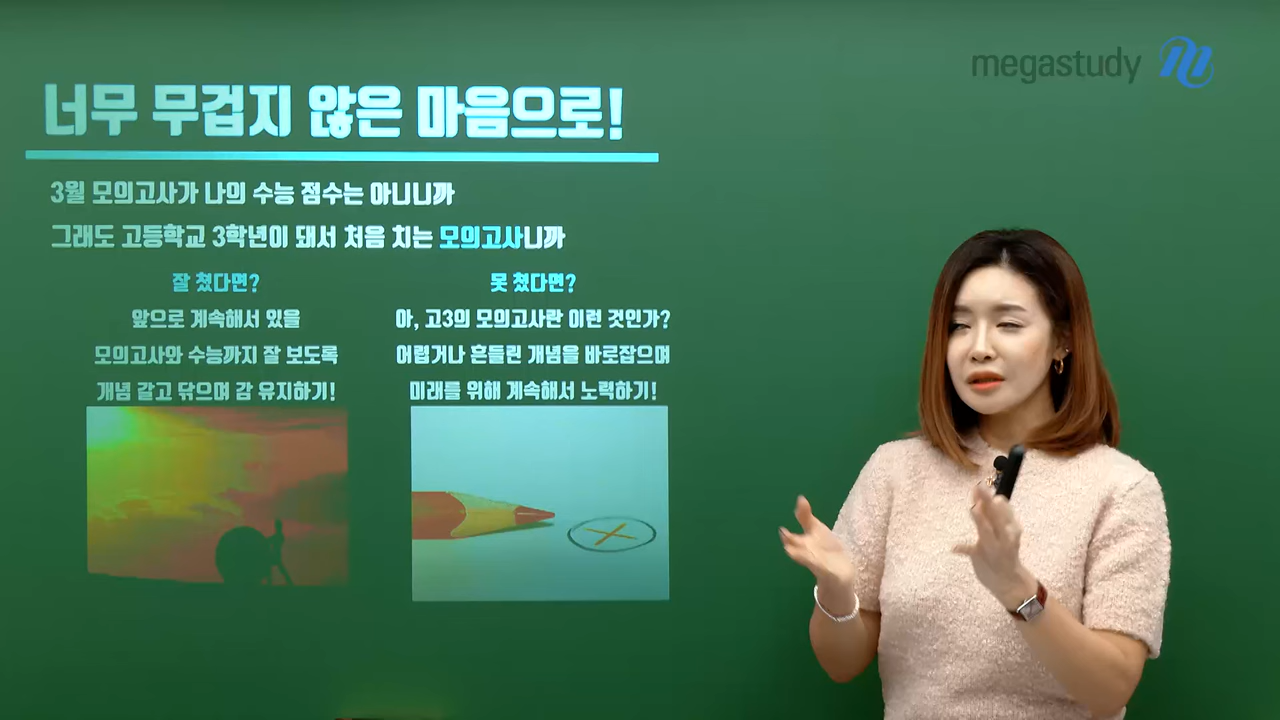 megastudy
너무 무겁지 않은 마음으로!
3월 모의고사가 나의 수능 점수는 아니니까
그래도 고등학교 3학년이 돼서 처음 치는 모의고사니까
잘 쳤다면?
앞으로 계속해서 있을
모의고사와 수능까지 잘 보도록
개념 갈고 닦으며 감 유지하기!
못 쳤다면?
아, 고3의 모의고사란 이런 것인가?
어렵거나 흔들린 개념을 바로잡으며
미래를 위해 계속해서 노력하기!